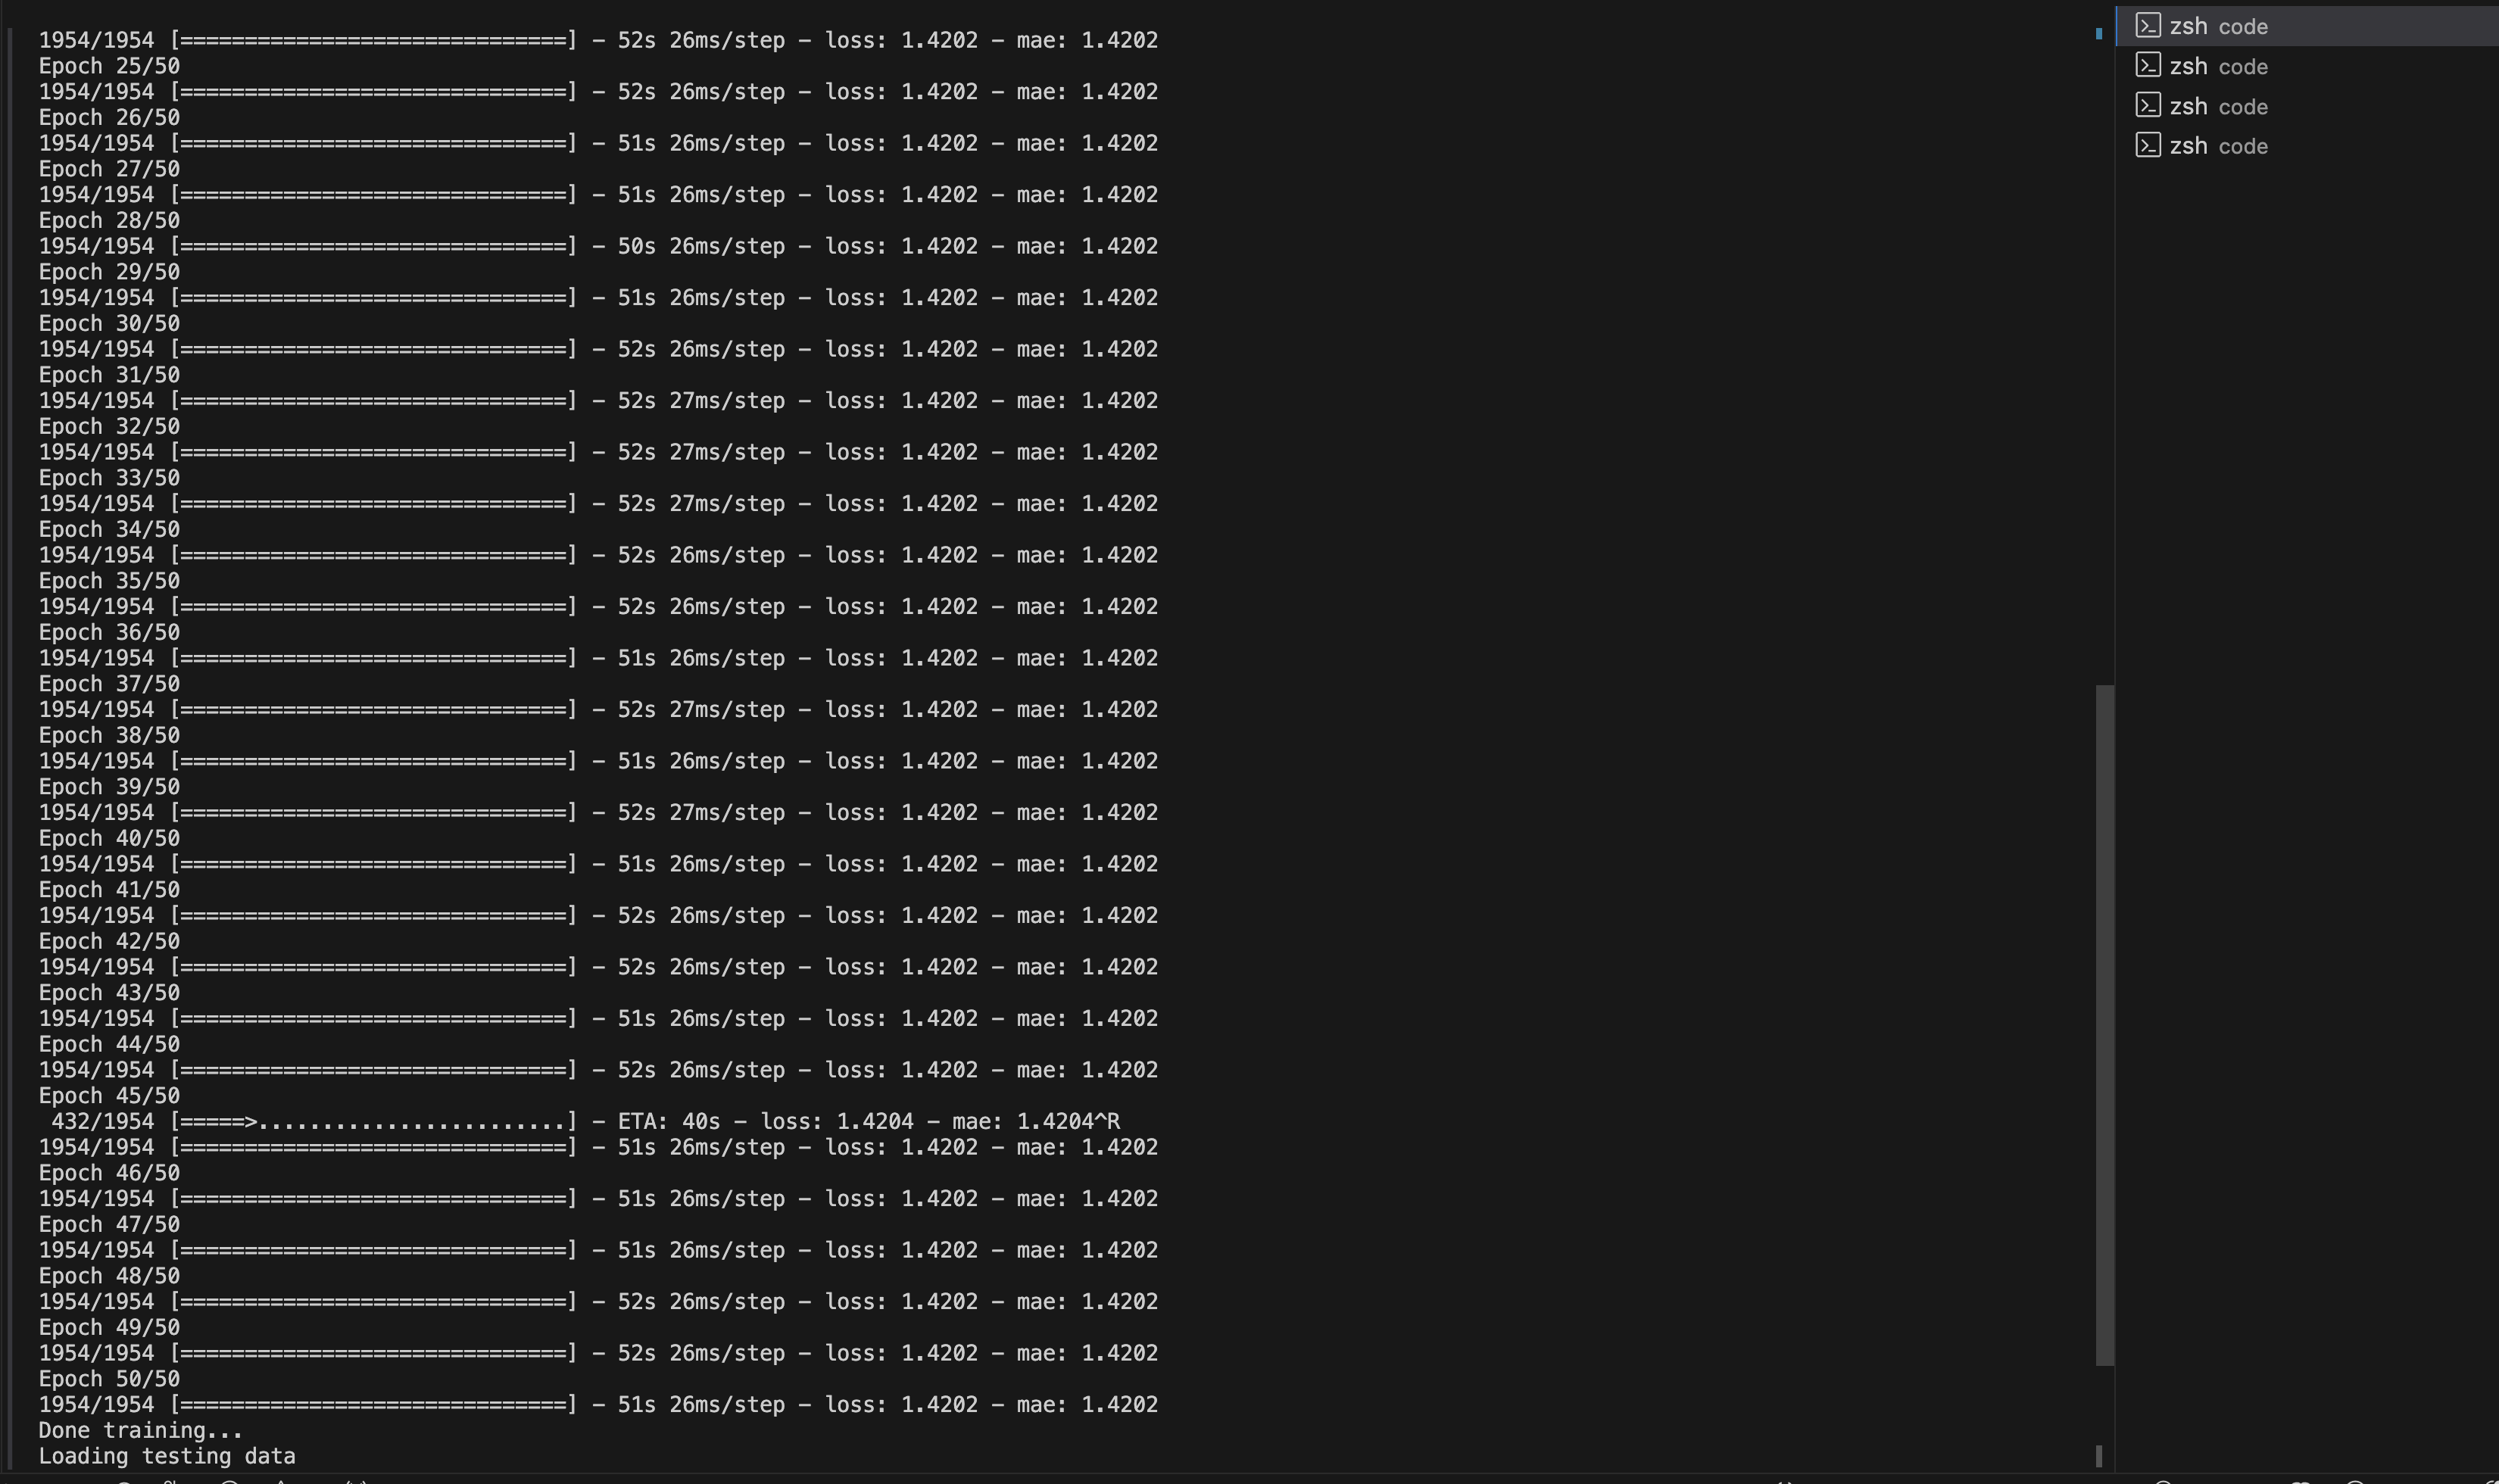 1954/1954 [==============================] - 52s 26ms/step - loss: 1.4202 - mae: 1.4202
Epoch 25/50
1954/1954 [==============================] - 52s 26ms/step - loss: 1.4202 - mae: 1.4202
Epoch 26/50
1954/1954 [==============================] - 51s 26ms/step - loss: 1.4202 - mae: 1.4202
Epoch 27/50
1954/1954 [==============================] - 51s 26ms/step - loss: 1.4202 - mae: 1.4202
Epoch 28/50
1954/1954 [==============================] - 50s 26ms/step - loss: 1.4202 - mae: 1.4202
Epoch 29/50
1954/1954 [==============================] - 51s 26ms/step - loss: 1.4202 - mae: 1.4202
Epoch 30/50
1954/1954 [==============================] - 52s 26ms/step - loss: 1.4202 - mae: 1.4202
Epoch 31/50
1954/1954 [==============================] - 52s 27ms/step - loss: 1.4202 - mae: 1.4202
Epoch 32/50
1954/1954 [==============================] - 52s 27ms/step - loss: 1.4202 - mae: 1.4202
Epoch 33/50
1954/1954 [==============================] - 52s 27ms/step - loss: 1.4202 - mae: 1.4202
Epoch 34/50
1954/1954 [==============================] - 52s 26ms/step - loss: 1.4202 - mae: 1.4202
Epoch 35/50
1954/1954 [==============================] - 52s 26ms/step - loss: 1.4202 - mae: 1.4202
Epoch 36/50
1954/1954 [==============================] - 51s 26ms/step - loss: 1.4202 - mae: 1.4202
Epoch 37/50
1954/1954 [==============================] - 52s 27ms/step - loss: 1.4202 - mae: 1.4202
Epoch 38/50
1954/1954 [==============================] - 51s 26ms/step - loss: 1.4202 - mae: 1.4202
Epoch 39/50
1954/1954 [==============================] - 52s 27ms/step - loss: 1.4202 - mae: 1.4202
Epoch 40/50
1954/1954 [==============================] - 51s 26ms/step - loss: 1.4202 - mae: 1.4202
Epoch 41/50
1954/1954 [==============================] - 52s 26ms/step - loss: 1.4202 - mae: 1.4202
Epoch 42/50
1954/1954 [==============================] - 52s 26ms/step - loss: 1.4202 - mae: 1.4202
Epoch 43/50
1954/1954 [==============================] - 51s 26ms/step - loss: 1.4202 - mae: 1.4202
Epoch 44/50
1954/1954 [==============================] - 52s 26ms/step - loss: 1.4202 - mae: 1.4202
Epoch 45/50
432/1954 [=====>........................] - ETA: 40s - loss: 1.4204 - mae: 1.4204^R
1954/1954 [==============================] - 51s 26ms/step - loss: 1.4202 - mae: 1.4202
Epoch 46/50
1954/1954 [==============================] - 51s 26ms/step - loss: 1.4202 - mae: 1.4202
Epoch 47/50
1954/1954 [==============================] - 51s 26ms/step - loss: 1.4202 - mae: 1.4202
Epoch 48/50
1954/1954 [==============================] - 52s 26ms/step - loss: 1.4202 - mae: 1.4202
Epoch 49/50
1954/1954 [==============================] - 52s 26ms/step - loss: 1.4202 - mae: 1.4202
Epoch 50/50
1954/1954 [==============================] - 51s 26ms/step - loss: 1.4202 - mae: 1.4202
Done training...
Loading testing data
zsh code
zsh code
zsh code
zsh code